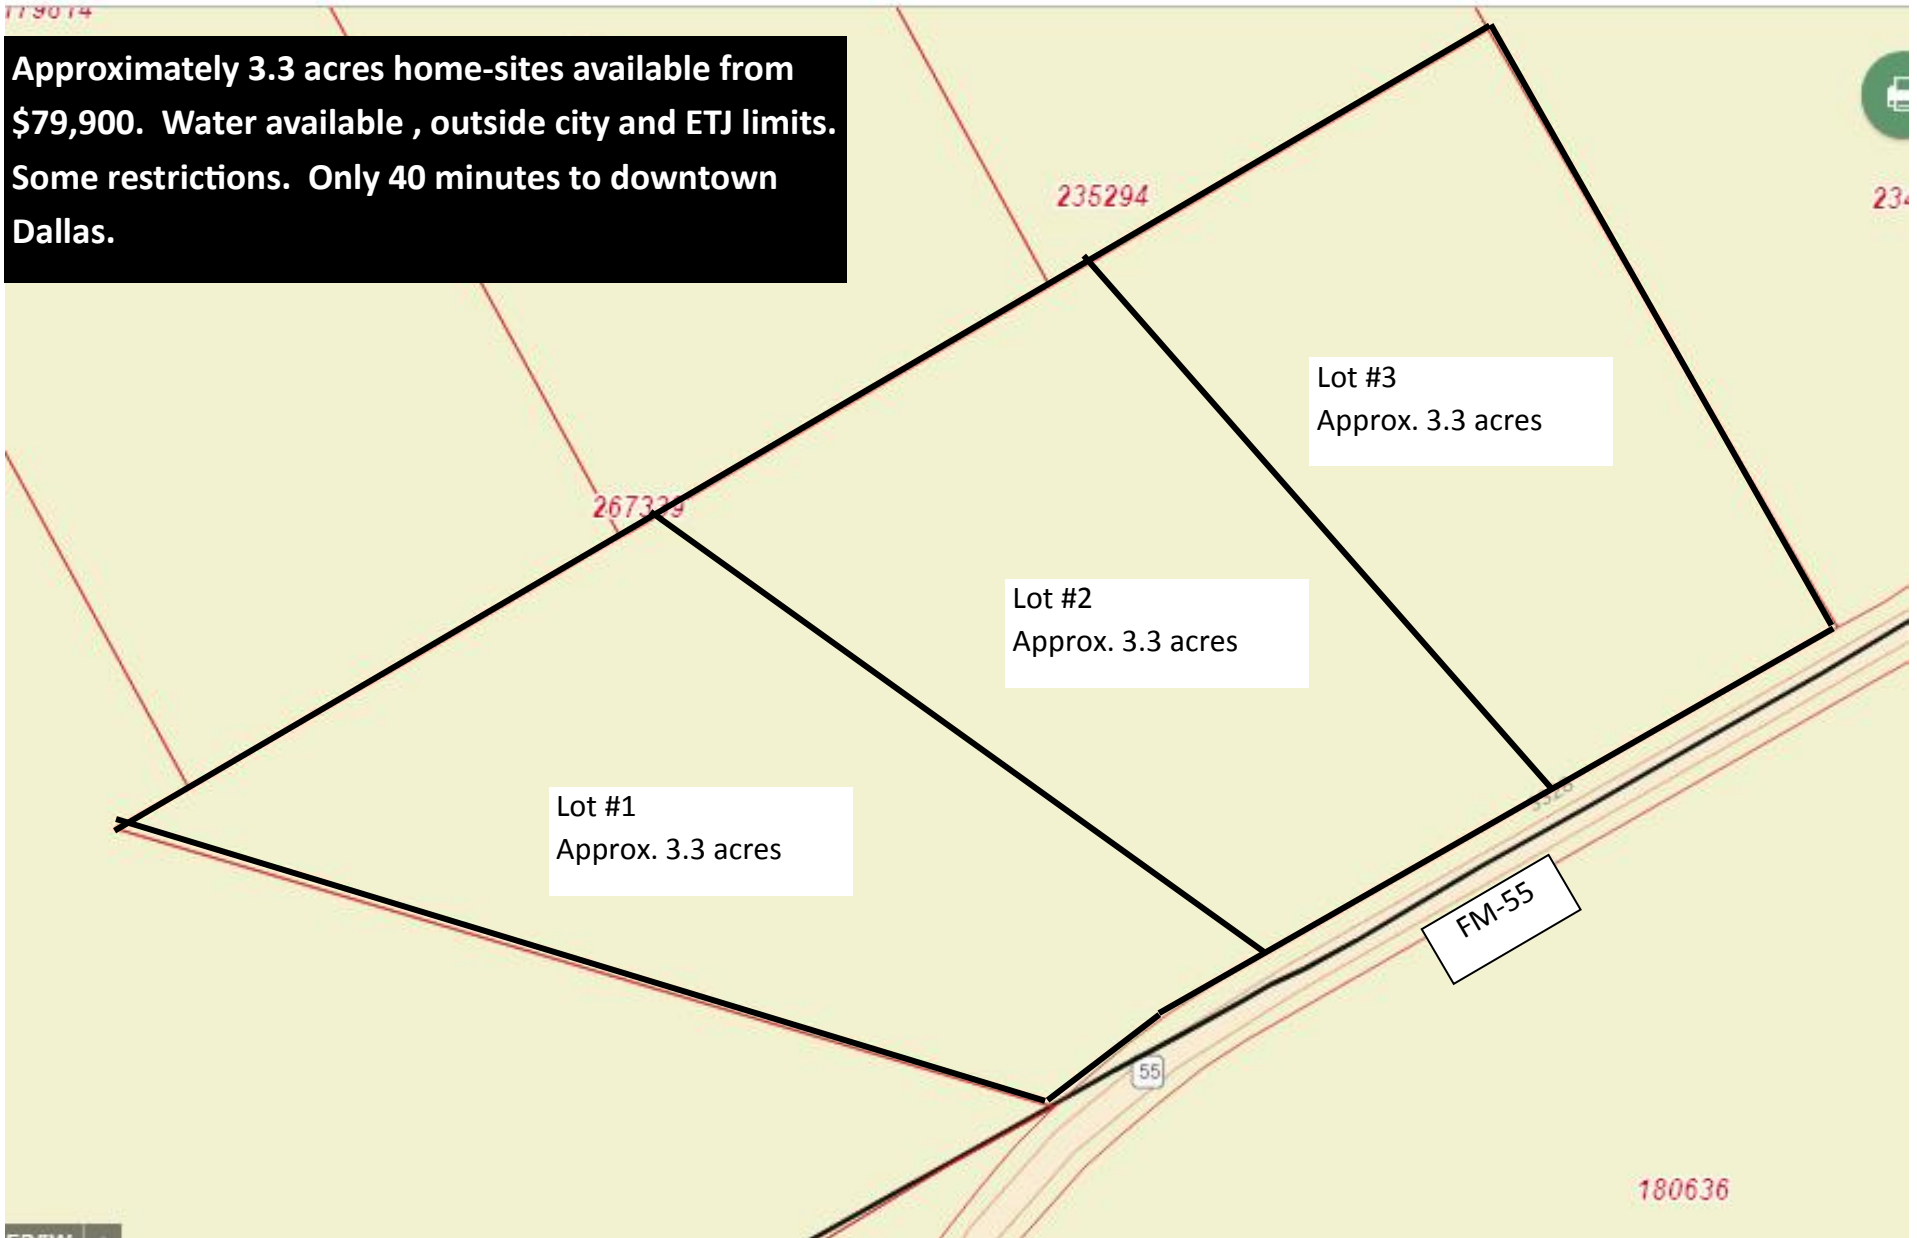 Approximately 3.3 acres home-sites available from
$79,900.  Water available , outside city and ETJ limits.
Some restrictions.  Only 40 minutes to downtown
Dallas.
235294
Lot #3
Approx. 3.3 acres
267339
Lot #2
Approx. 3.3 acres
Lot #1
Approx. 3.3 acres
FM-55
55
180636